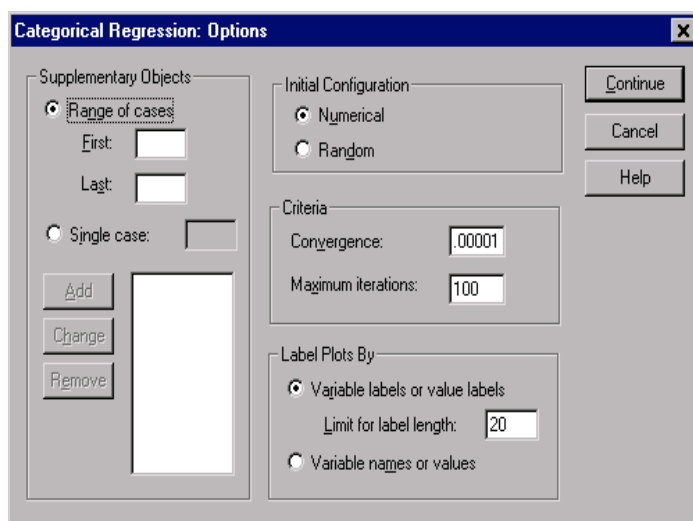 Categorical Regression: Options
Supplementary Objects
Range of cases
First:
Last:
Single case:
Add
Change
Remove
Initial Configuration
Numerical
Random
Criteria
Convergence: .00001
Maximum iterations: 100
Label Plots By
Variable labels or value labels
Limit for label length: 20
Variable names or values
Continue
Cancel
Help